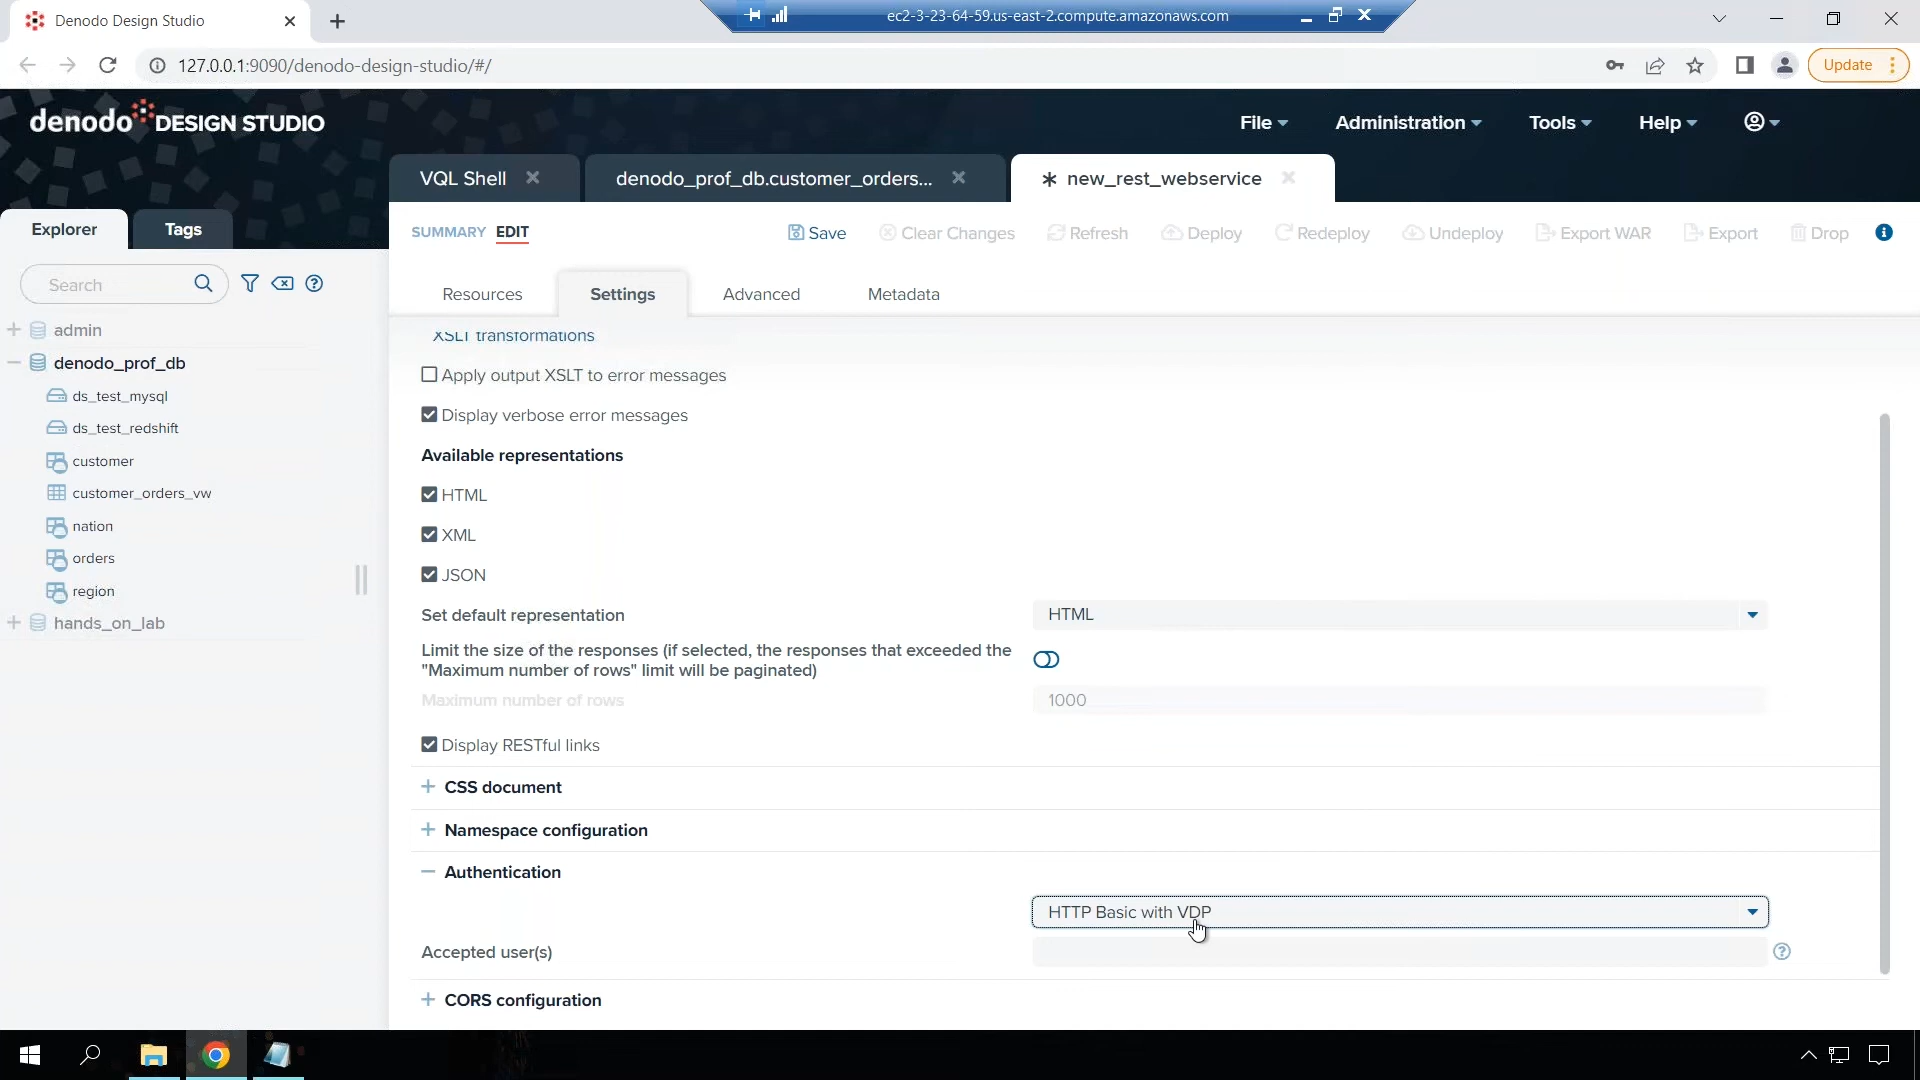 Denodo Design Studio
ec2-3-23-64-59.us-east-2.compute.amazonaws.com
127.0.0.1:9090/denodo-design-studio/#/
Update
denodo DESIGN STUDIO
File
Administration
Tools
Help
VQL Shell
denodo_prof_db.customer_orders...
* new_rest_webservice
Explorer
Tags
SUMMARY
EDIT
Save
Clear Changes
Refresh
Deploy
Redeploy
Undeploy
Export WAR
Export
Drop
Search
Resources
Settings
Advanced
Metadata
admin
denodo_prof_db
ds_test_mysql
ds_test_redshift
customer
customer_orders_vw
nation
orders
region
hands_on_lab
XSLT transformations
Apply output XSLT to error messages
Display verbose error messages
Available representations
HTML
XML
JSON
Set default representation
HTML
Limit the size of the responses (if selected, the responses that exceeded the
"Maximum number of rows" limit will be paginated)
Maximum number of rows
1000
Display RESTful links
CSS document
Namespace configuration
Authentication
HTTP Basic with VDP
Accepted user(s)
CORS configuration